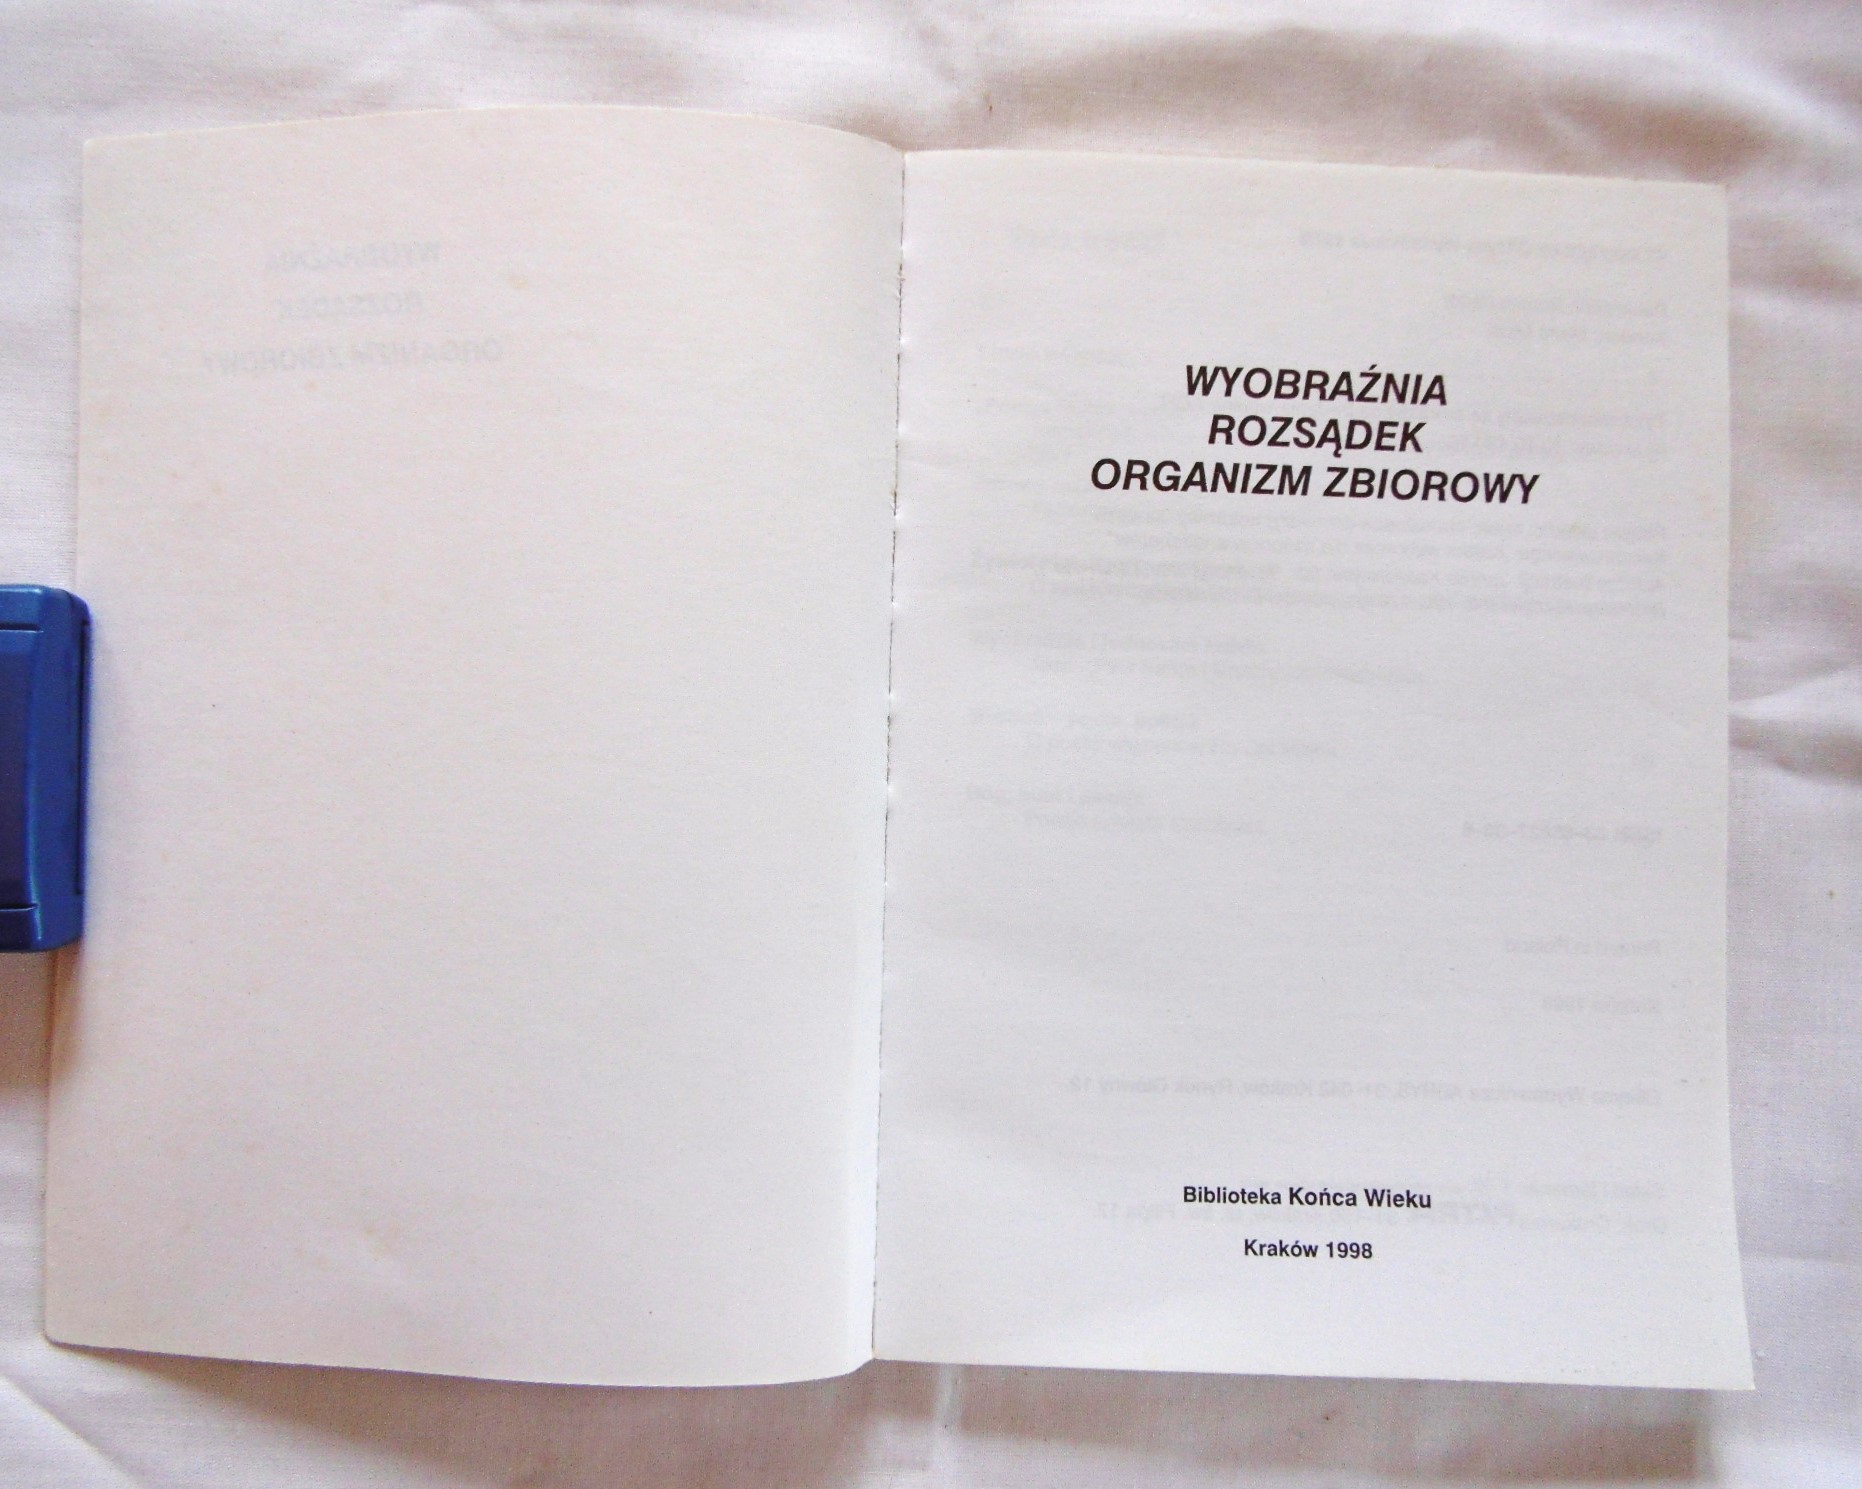 WYOBRAŹNIA
ROZSĄDEK
ORGANIZM ZBIOROWY
Biblioteka Końca Wieku
Kraków 1998